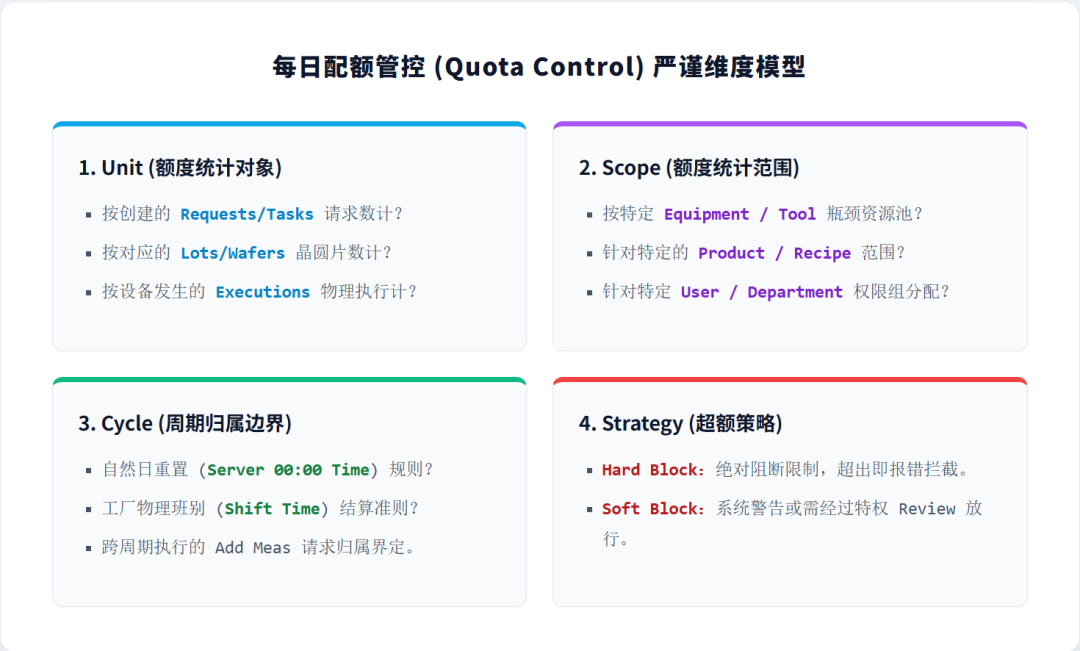 每日配额管控 (Quota Control) 严谨维度模型
1. Unit (额度统计对象)
按创建的 Requests/Tasks 请求数计？
按对应的 Lots/Wafers 晶圆片数计？
按设备发生的 Executions 物理执行计？
2. Scope (额度统计范围)
按特定 Equipment / Tool 瓶颈资源池？
针对特定的 Product / Recipe 范围？
针对特定 User / Department 权限组分配？
3. Cycle (周期归属边界)
自然日重置 (Server 00:00 Time) 规则？
工厂物理班别 (Shift Time) 结算准则？
跨周期执行的 Add Meas 请求归属界定。
4. Strategy (超额策略)
Hard Block: 绝对阻断限制，超出即报错拦截。
Soft Block: 系统警告或需经过特权 Review 放
行。